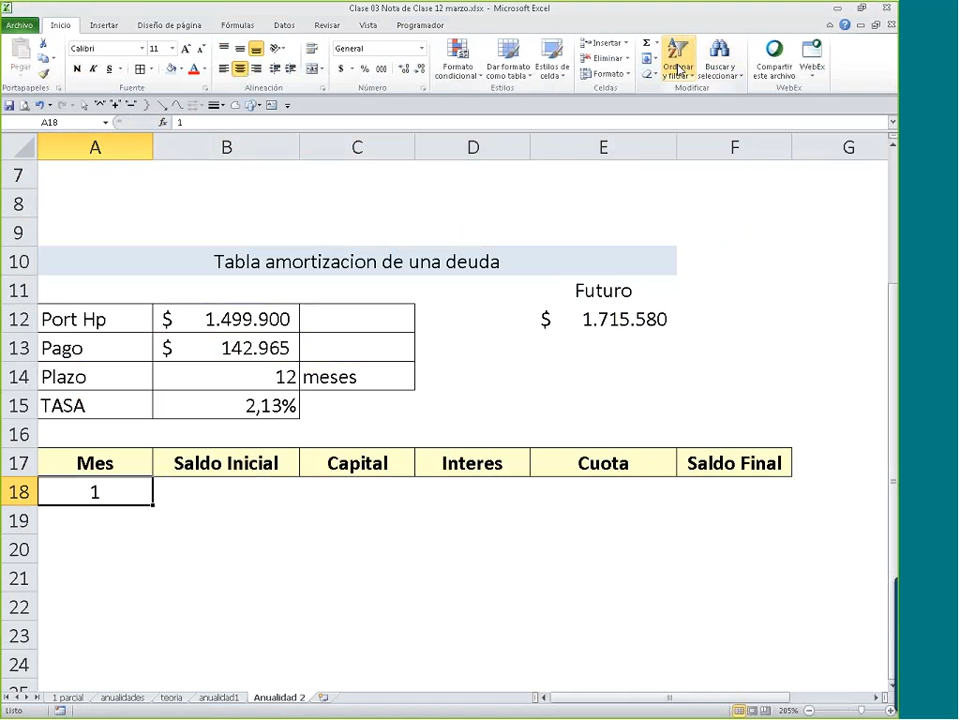 Clase 03 Nota de Clase 12 marzo.xlsx - Microsoft Excel
Archivo Inicio Insertar Diseño de página Fórmulas Datos Revisar Vista Programador
Pegar
Calibri 11
N K S
General
$ % 000
Formato condicional
Dar formato como tabla
Estilos de celda
Insertar
Eliminar
Formato
Ordenar y filtrar
Buscar y seleccionar
Compartir este archivo
WebEx
Portapapeles Fuente Alineación Número Estilos Celdas Modificar WebEx
A18 fx 1
A B C D E F G
7
8
9
10 Tabla amortizacion de una deuda
11 Futuro
12 Port Hp $ 1.499.900 $ 1.715.580
13 Pago $ 142.965
14 Plazo 12 meses
15 TASA 2,13%
16
17 Mes Saldo Inicial Capital Interes Cuota Saldo Final
18 1
19
20
21
22
23
24
25
1 parcial anualidades teoria anualidad1 Anualidad 2
Listo 205%